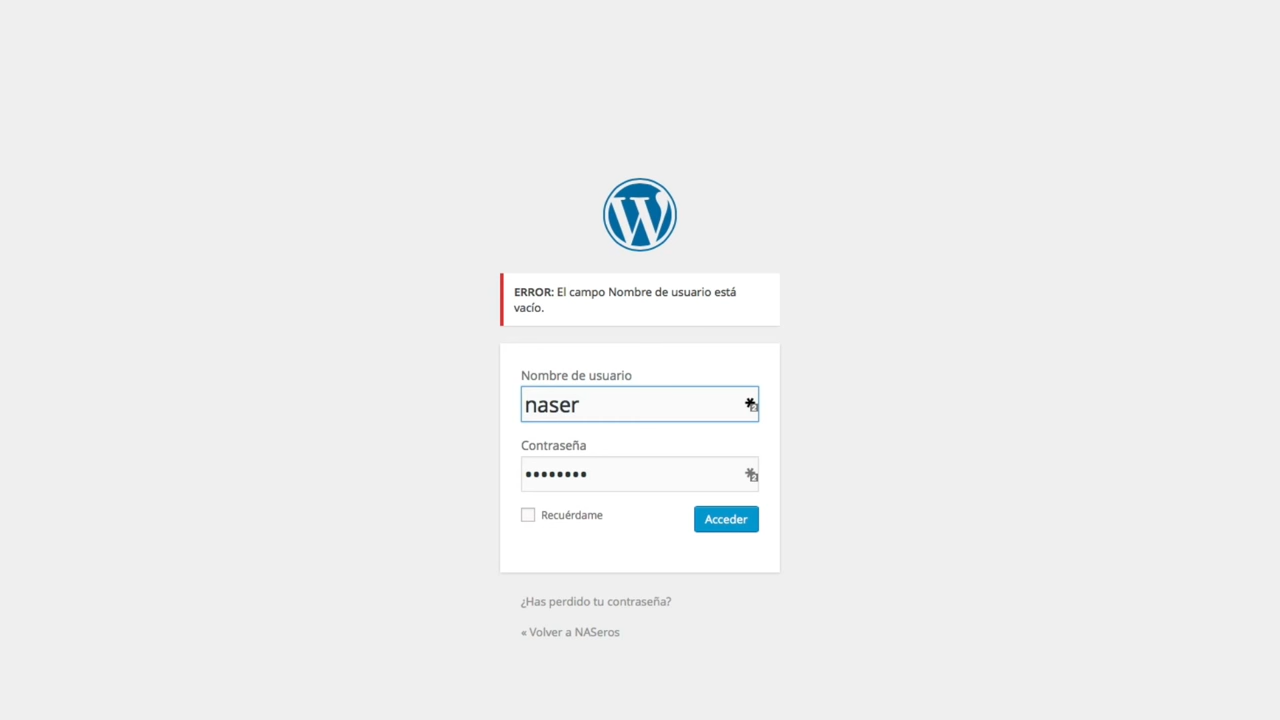 ERROR: El campo Nombre de usuario está
vacío.
Nombre de usuario
naser
Contraseña
••••••••
Recuérdame
Acceder
¿Has perdido tu contraseña?
« Volver a NASeros